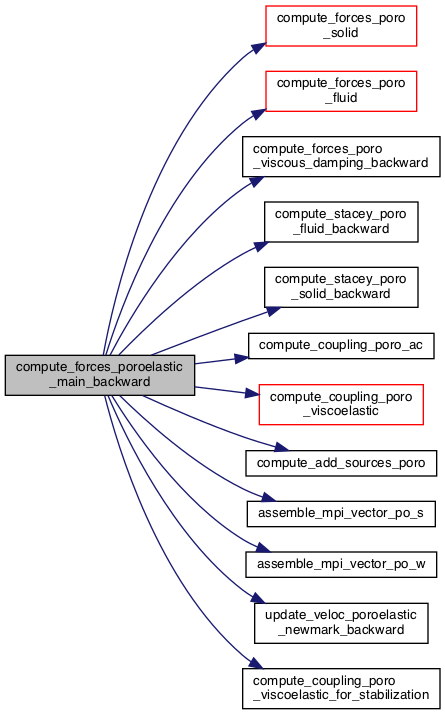 compute_forces_poro
_solid
compute_forces_poro
_fluid
compute_forces_poro
_viscous_damping_backward
compute_stacey_poro
_fluid_backward
compute_stacey_poro
_solid_backward
compute_coupling_poro_ac
compute_forces_poroelastic
_main_backward
compute_coupling_poro
_viscoelastic
compute_add_sources_poro
assemble_mpi_vector_po_s
assemble_mpi_vector_po_w
update_veloc_poroelastic
_newmark_backward
compute_coupling_poro
_viscoelastic_for_stabilization